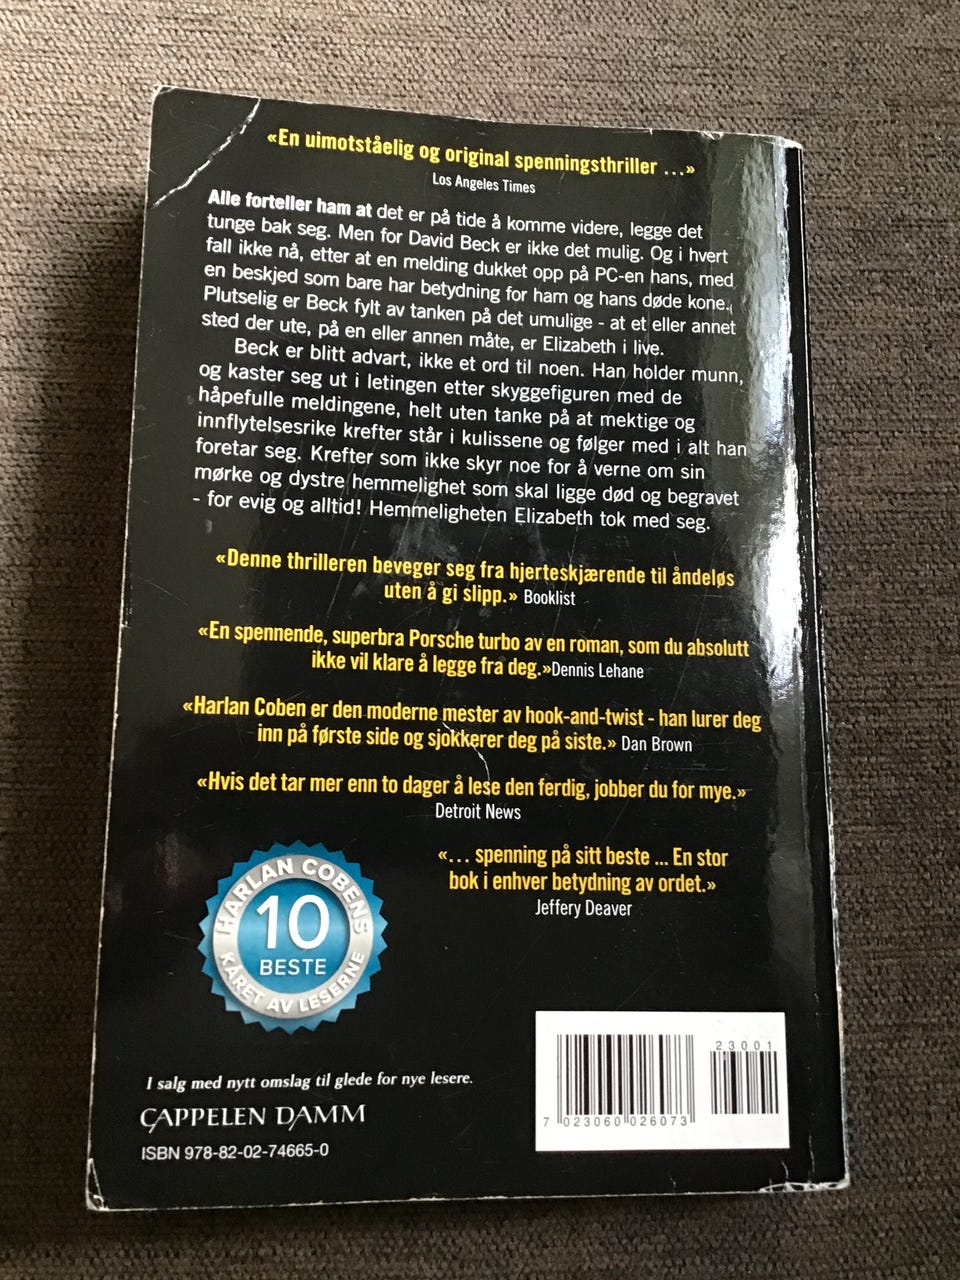 «En uimotståelig og original spenningsthriller ...»
Los Angeles Times
Alle forteller ham at det er på tide å komme videre, legge det
tunge bak seg. Men for David Beck er ikke det mulig. Og i hvert
fall ikke nå, etter at en melding dukket opp på PC-en hans, med
en beskjed som bare har betydning for ham og hans døde kone.
Plutselig er Beck fylt av tanken på det umulige - at et eller annet
sted der ute, på en eller annen måte, er Elizabeth i live.
Beck er blitt advart, ikke et ord til noen. Han holder munn,
og kaster seg ut i letingen etter skyggefiguren med de
håpefulle meldingene, helt uten tanke på at mektige og
innflytelsesrike krefter står i kulissene og følger med i alt han
foretar seg. Krefter som ikke skyr noe for å verne om sin
mørke og dystre hemmelighet som skal ligge død og begravet
- for evig og alltid! Hemmeligheten Elizabeth tok med seg.
«Denne thrilleren beveger seg fra hjerteskjærende til åndeløs
uten å gi slipp.» Booklist
«En spennende, superbra Porsche turbo av en roman, som du absolutt
ikke vil klare å legge fra deg.»Dennis Lehane
«Harlan Coben er den moderne mester av hook-and-twist - han lurer deg
inn på første side og sjokkerer deg på siste.» Dan Brown
«Hvis det tar mer enn to dager å lese den ferdig, jobber du for mye.»
Detroit News
«... spenning på sitt beste ... En stor
bok i enhver betydning av ordet.»
Jeffery Deaver
HARLAN COBENS
10
BESTE
KÅRET AV LESERNE
I salg med nytt omslag til glede for nye lesere.
CAPPELEN DAMM
ISBN 978-82-02-74665-0
23001
7 023060 026073